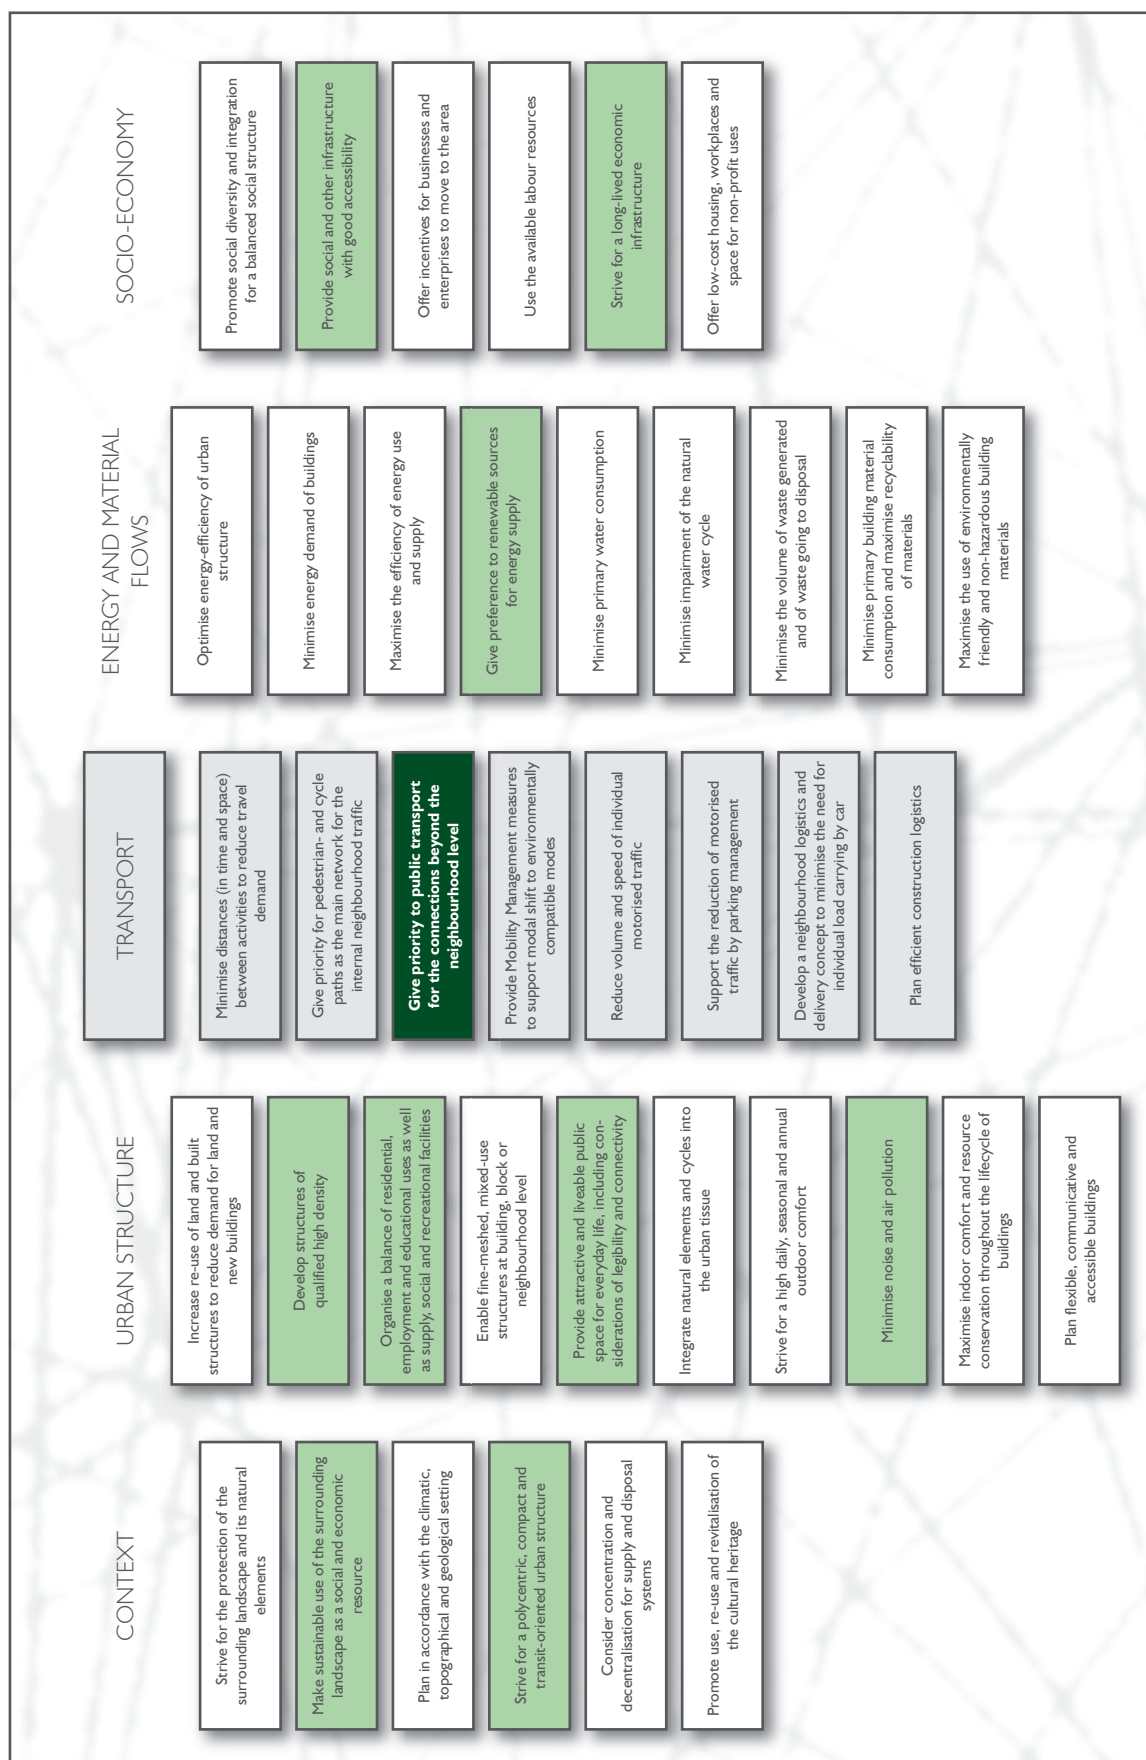 CONTEXT
Strive for the protection of the
surrounding landscape and its natural
elements
Make sustainable use of the surrounding
landscape as a social and economic
resource
Plan in accordance with the climatic,
topographical and geological setting
Strive for a polycentric, compact and
transit-oriented urban structure
Consider concentration and
decentralisation for supply and disposal
systems
Promote use, re-use and revitalisation of
the cultural heritage
URBAN STRUCTURE
Increase re-use of land and built
structures to reduce demand for land and
new buildings
Develop structures of
qualified high density
Organise a balance of residential,
employment and educational uses as well
as supply, social and recreational facilities
Enable fine-meshed, mixed-use
structures at building, block or
neighbourhood level
Provide attractive and liveable public
space for everyday life, including con-
siderations of legibility and connectivity
Integrate natural elements and cycles into
the urban tissue
Strive for a high daily, seasonal and annual
outdoor comfort
Minimise noise and air pollution
Maximise indoor comfort and resource
conservation throughout the lifecycle of
buildings
Plan flexible, communicative and
accessible buildings
TRANSPORT
Minimise distances (in time and space)
between activities to reduce travel
demand
Give priority for pedestrian- and cycle
paths as the main network for the
internal neighbourhood traffic
Give priority to public transport
for the connections beyond the
neighbourhood level
Provide Mobility Management measures
to support modal shift to environmentally
compatible modes
Reduce volume and speed of individual
motorised traffic
Support the reduction of motorised
traffic by parking management
Develop a neighbourhood logistics and
delivery concept to minimise the need for
individual load carrying by car
Plan efficient construction logistics
ENERGY AND MATERIAL
FLOWS
Optimise energy-efficiency of urban
structure
Minimise energy demand of buildings
Maximise the efficiency of energy use
and supply
Give preference to renewable sources
for energy supply
Minimise primary water consumption
Minimise impairment of the natural
water cycle
Minimise the volume of waste generated
and of waste going to disposal
Minimise primary building material
consumption and maximise recyclability
of materials
Maximise the use of environmentally
friendly and non-hazardous building
materials
SOCIO-ECONOMY
Promote social diversity and integration
for a balanced social structure
Provide social and other infrastructure
with good accessibility
Offer incentives for businesses and
enterprises to move to the area
Use the available labour resources
Strive for a long-lived economic
infrastructure
Offer low-cost housing, workplaces and
space for non-profit uses